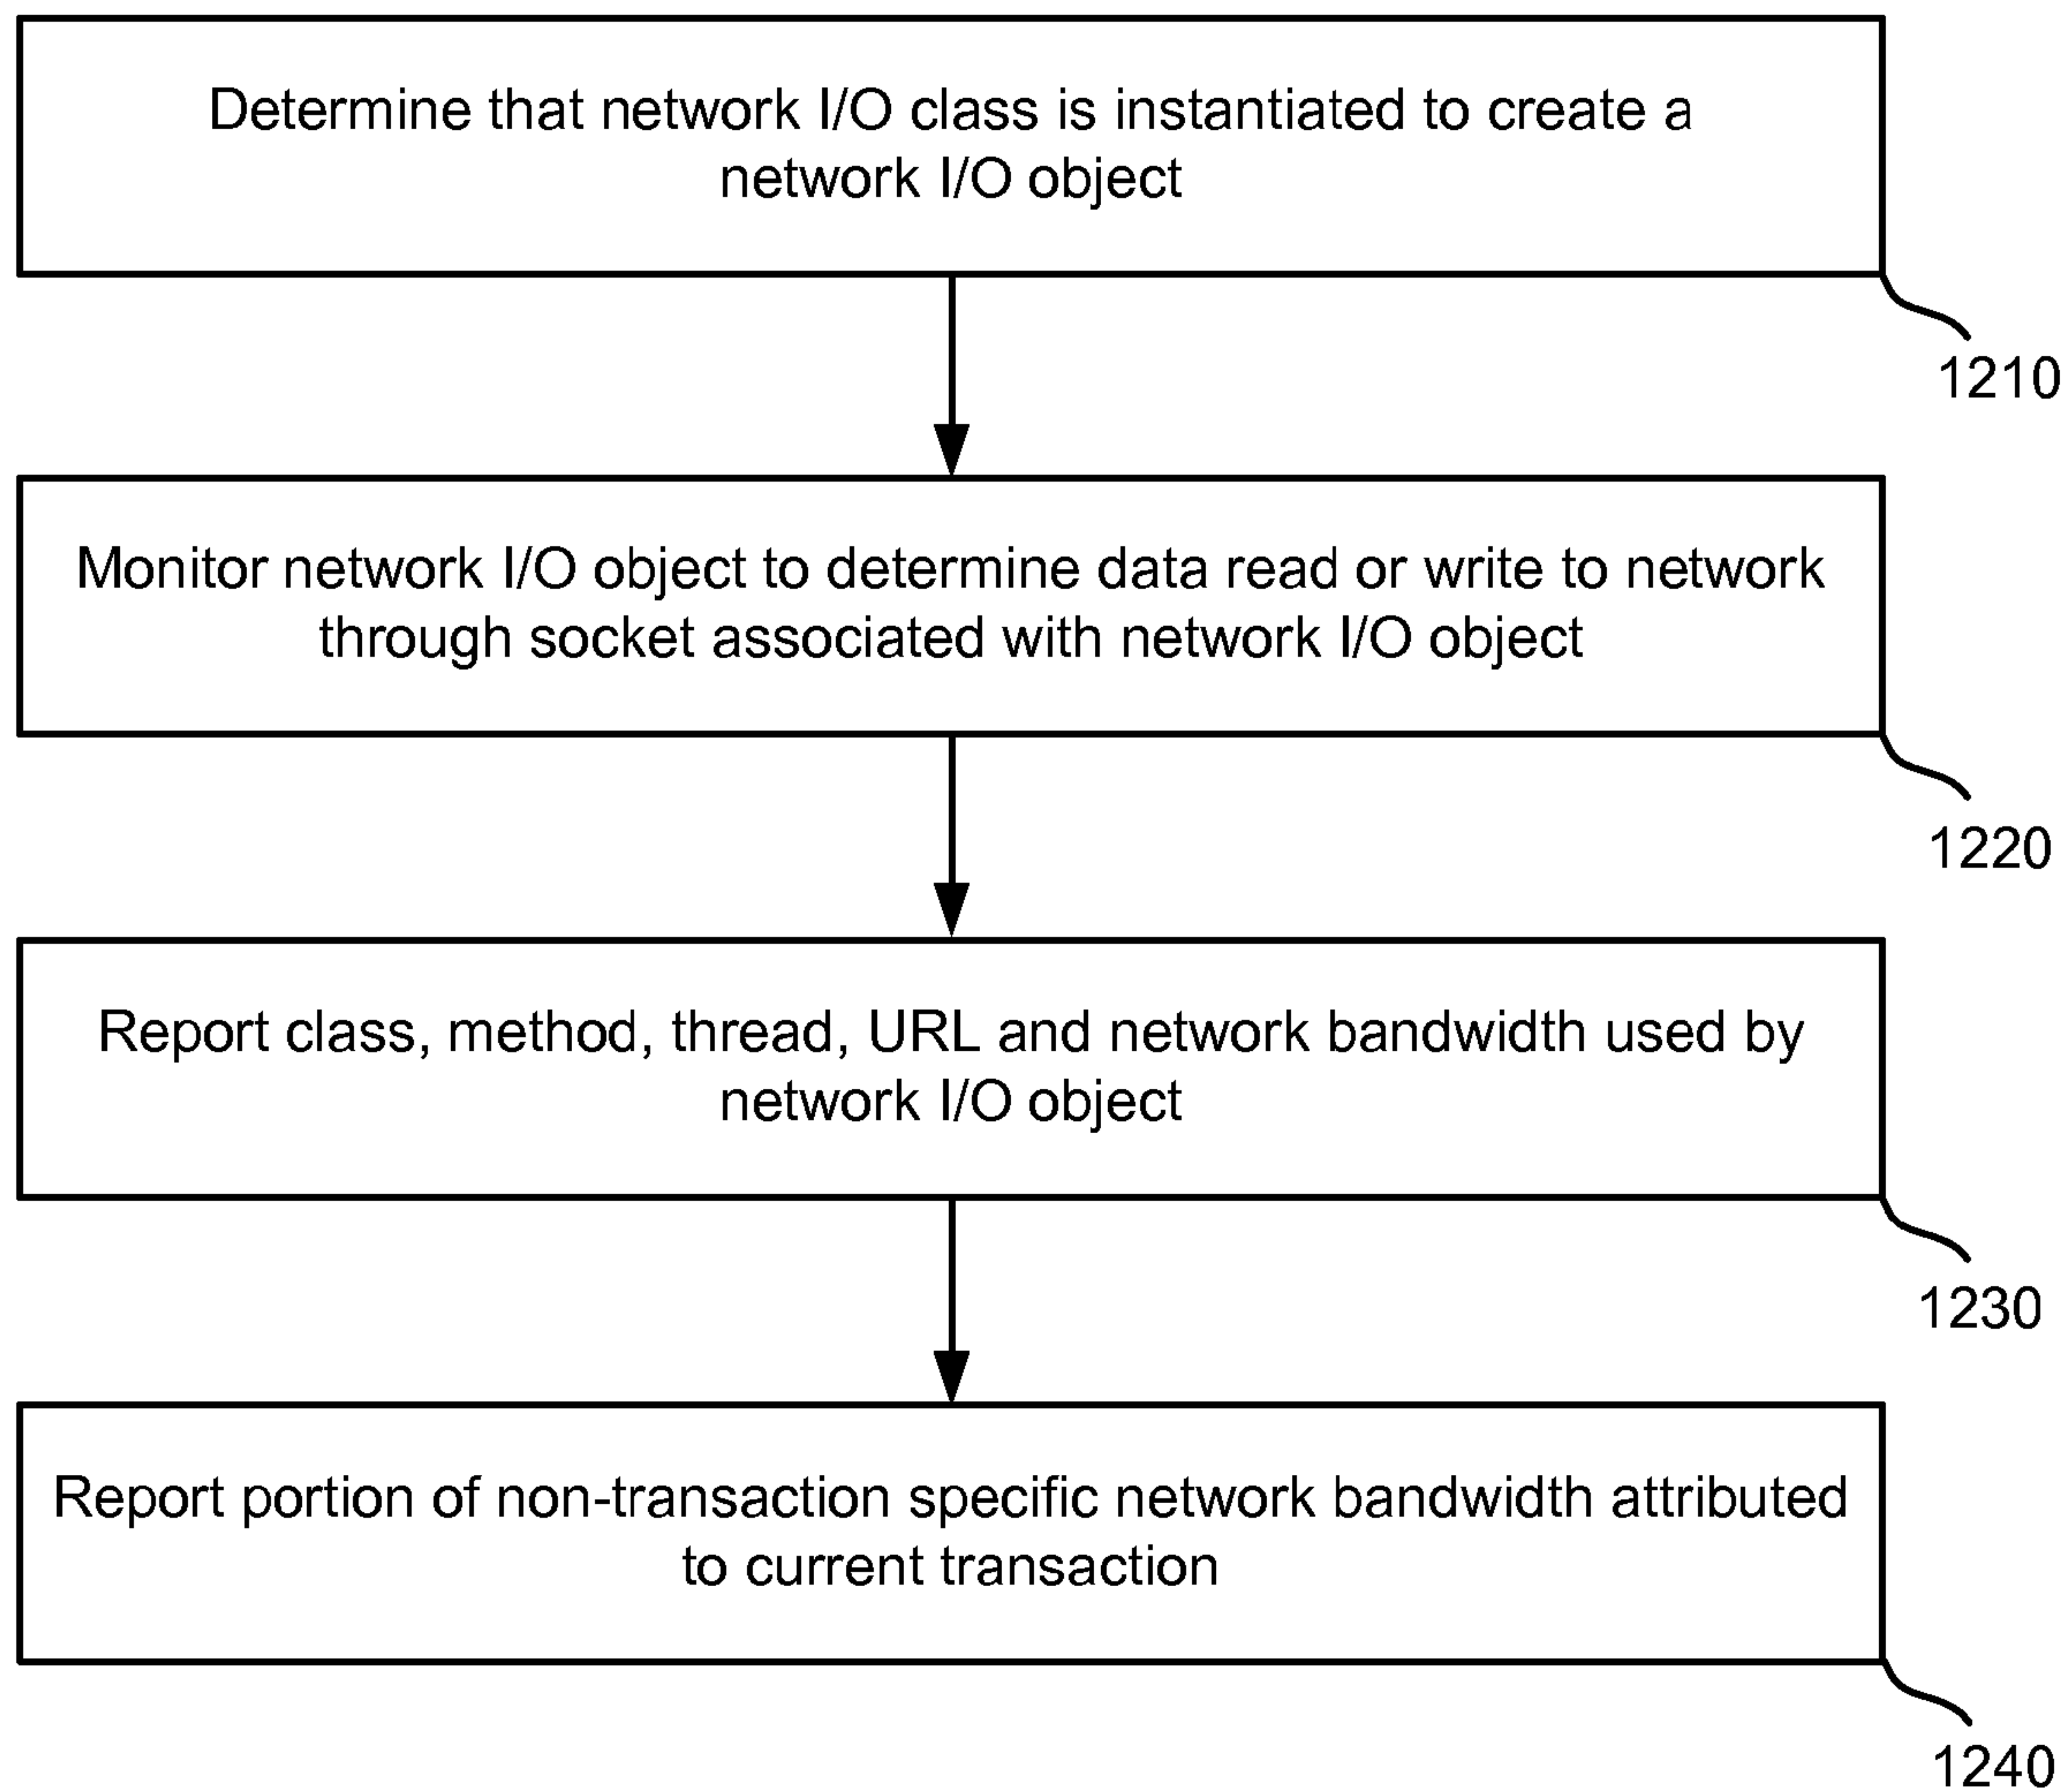 Determine that network I/O class is instantiated to create a
network I/O object
1210
Monitor network I/O object to determine data read or write to network
through socket associated with network I/O object
1220
Report class, method, thread, URL and network bandwidth used by
network I/O object
1230
Report portion of non-transaction specific network bandwidth attributed
to current transaction
1240